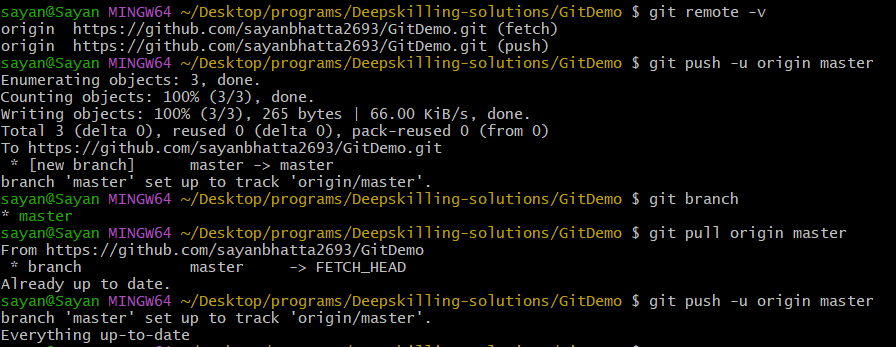 sayan@Sayan MINGW64 ~/Desktop/programs/Deepskilling-solutions/GitDemo $ git remote -v
origin  https://github.com/sayanbhatta2693/GitDemo.git (fetch)
origin  https://github.com/sayanbhatta2693/GitDemo.git (push)
sayan@Sayan MINGW64 ~/Desktop/programs/Deepskilling-solutions/GitDemo $ git push -u origin master
Enumerating objects: 3, done.
Counting objects: 100% (3/3), done.
Writing objects: 100% (3/3), 265 bytes | 66.00 KiB/s, done.
Total 3 (delta 0), reused 0 (delta 0), pack-reused 0 (from 0)
To https://github.com/sayanbhatta2693/GitDemo.git
 * [new branch]      master -> master
branch 'master' set up to track 'origin/master'.
sayan@Sayan MINGW64 ~/Desktop/programs/Deepskilling-solutions/GitDemo $ git branch
* master
sayan@Sayan MINGW64 ~/Desktop/programs/Deepskilling-solutions/GitDemo $ git pull origin master
From https://github.com/sayanbhatta2693/GitDemo
 * branch            master     -> FETCH_HEAD
Already up to date.
sayan@Sayan MINGW64 ~/Desktop/programs/Deepskilling-solutions/GitDemo $ git push -u origin master
branch 'master' set up to track 'origin/master'.
Everything up-to-date